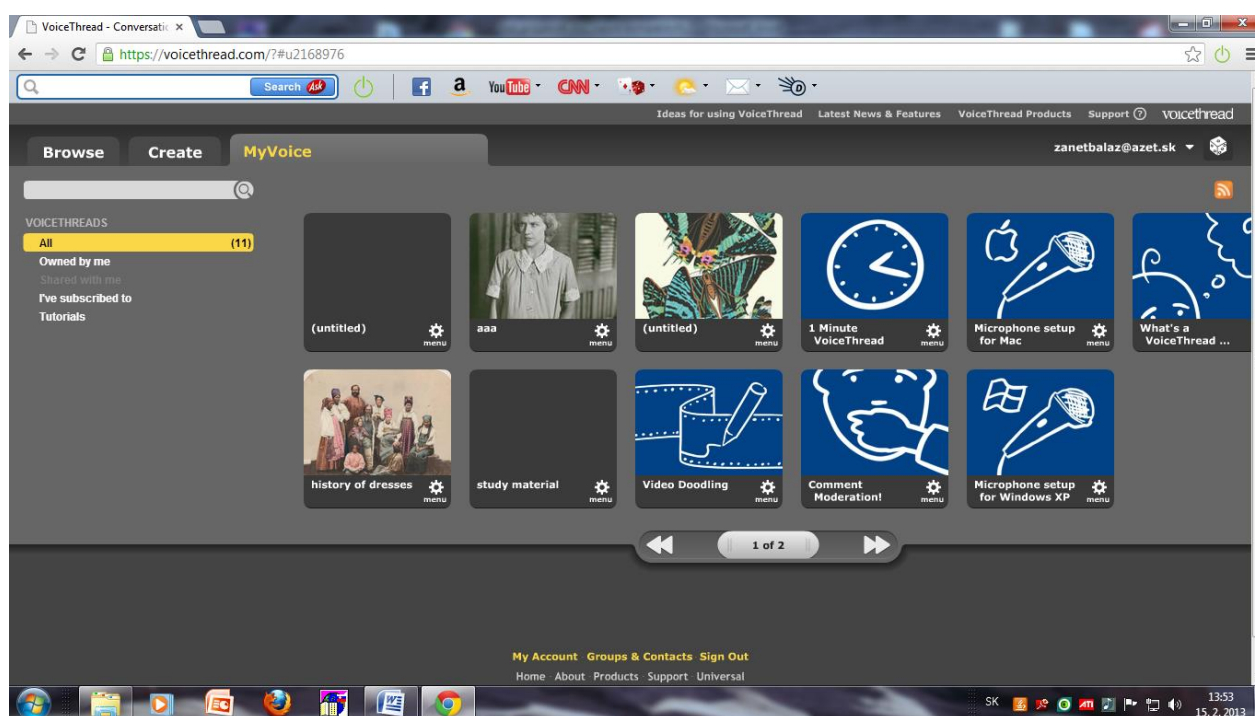 VoiceThread - Conversatio
https://voicethread.com/?#u2168976
Search Ask
a YouTube CNN
Ideas for using VoiceThread Latest News & Features VoiceThread Products Support ? voicethread
Browse Create MyVoice
zanetbalaz@azet.sk
VOICETHREADS
All (11)
Owned by me
Shared with me
I've subscribed to
Tutorials
(untitled) menu
aaa menu
(untitled) menu
1 Minute VoiceThread menu
Microphone setup for Mac menu
What's a VoiceThread ...
history of dresses menu
study material menu
Video Doodling menu
Comment Moderation! menu
Microphone setup for Windows XP menu
1 of 2
My Account Groups & Contacts Sign Out
Home About Products Support Universal
SK ATI 13:53
15. 2. 2013